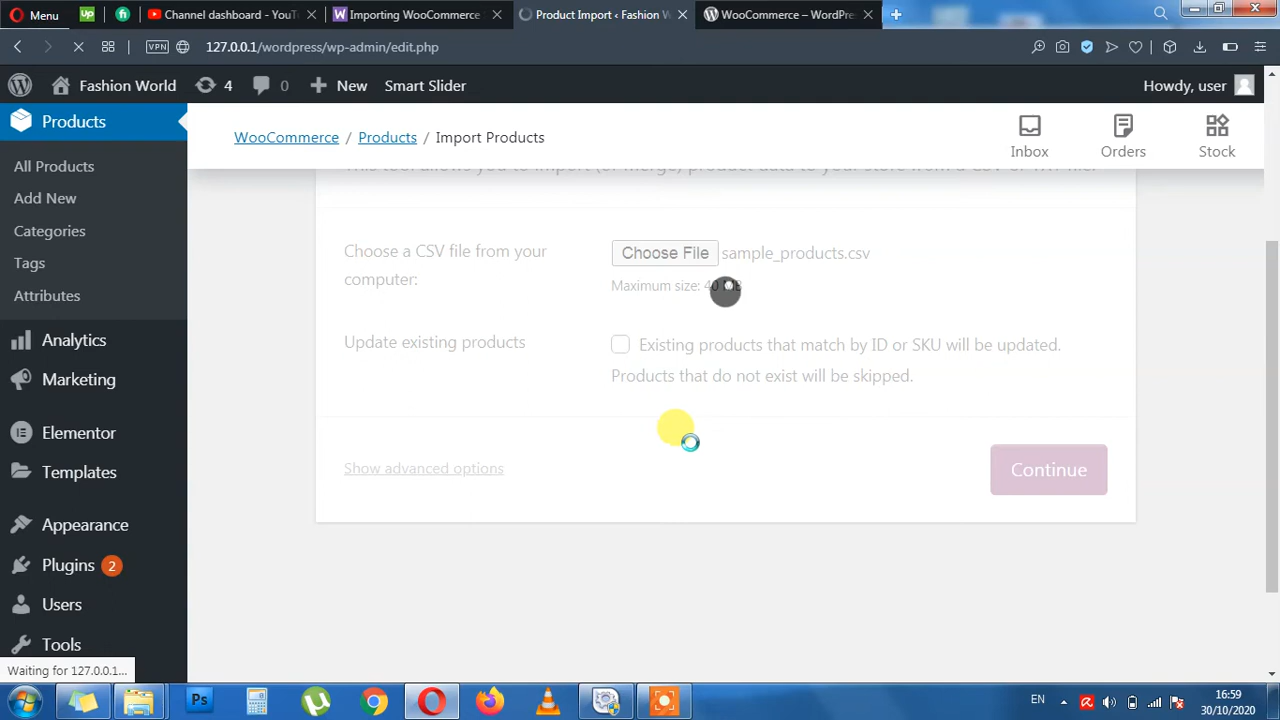 Menu
Up
Channel dashboard - YouT
Importing WooCommerce
Product Import ‹ Fashion W
WooCommerce – WordPre
VPN
127.0.0.1/wordpress/wp-admin/edit.php
Fashion World
4
0
New
Smart Slider
Howdy, user
Products
All Products
Add New
Categories
Tags
Attributes
Analytics
Marketing
Elementor
Templates
Appearance
Plugins 2
Users
Tools
WooCommerce / Products / Import Products
Inbox
Orders
Stock
This tool allows you to import (or merge) product data to your store from a CSV or TXT file.
Choose a CSV file from your
computer:
Choose File sample_products.csv
Maximum size: 40 MB
Update existing products
Existing products that match by ID or SKU will be updated.
Products that do not exist will be skipped.
Show advanced options
Continue
Waiting for 127.0.0.1...
Ps
EN
16:59
30/10/2020